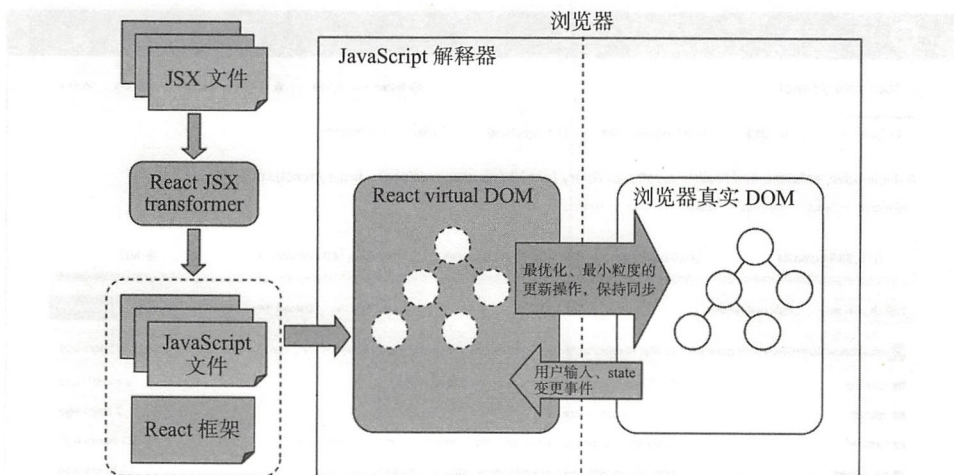 浏览器
JavaScript 解释器
JSX 文件
React JSX
transformer
React virtual DOM
浏览器真实 DOM
最优化、最小粒度的
更新操作、保持同步
JavaScript
文件
用户输入、state
变更事件
React 框架